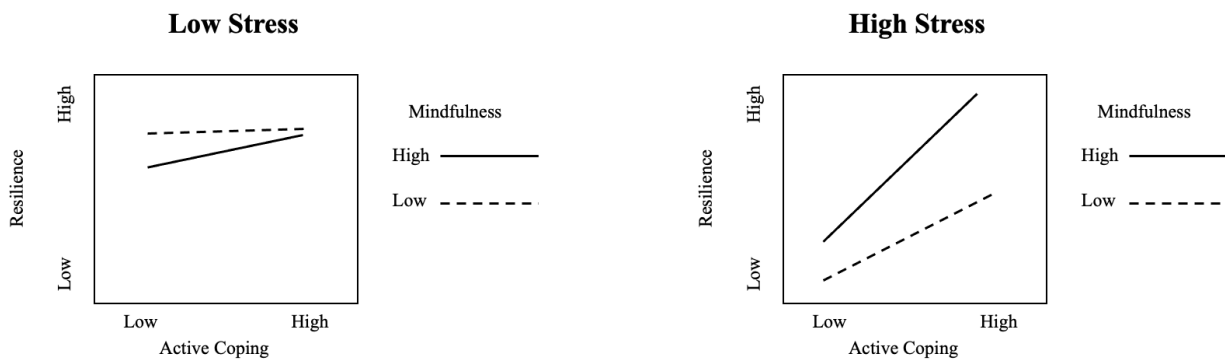 Low Stress
High
Resilience
Low
Low High
Active Coping
Mindfulness
High
Low
High Stress
High
Resilience
Low
Low High
Active Coping
Mindfulness
High
Low